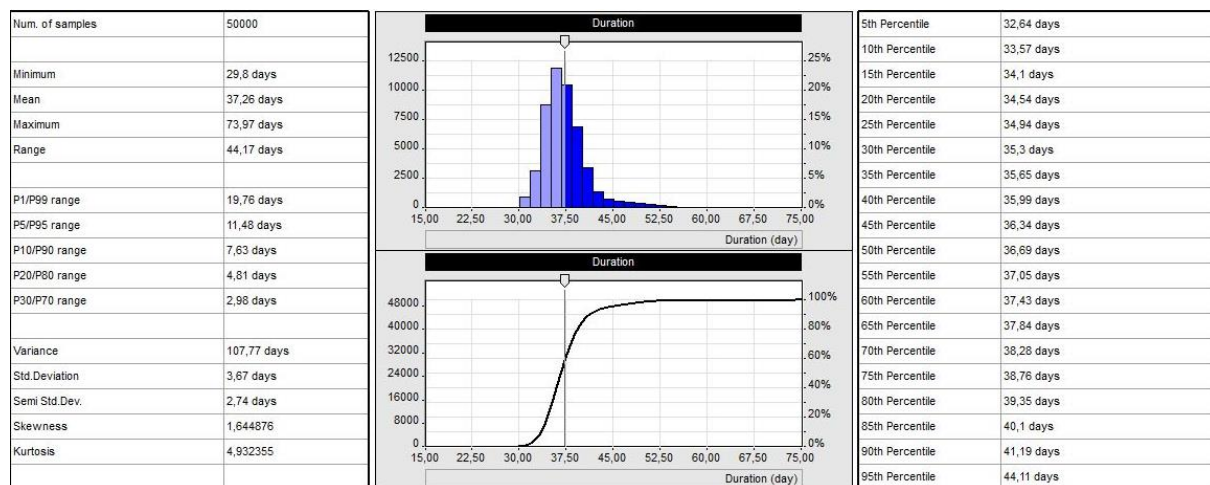 Num. of samples 50000
Minimum 29,8 days
Mean 37,26 days
Maximum 73,97 days
Range 44,17 days
P1/P99 range 19,76 days
P5/P95 range 11,48 days
P10/P90 range 7,63 days
P20/P80 range 4,81 days
P30/P70 range 2,98 days
Variance 107,77 days
Std.Deviation 3,67 days
Semi Std.Dev. 2,74 days
Skewness 1,644876
Kurtosis 4,932355
Duration
12500 25%
10000 20%
7500 15%
5000 10%
2500 5%
0 0%
15,00 22,50 30,00 37,50 45,00 52,50 60,00 67,50 75,00
Duration (day)
Duration
48000 100%
40000 80%
32000 60%
24000 40%
16000 20%
8000 0%
0
15,00 22,50 30,00 37,50 45,00 52,50 60,00 67,50 75,00
Duration (day)
5th Percentile 32,64 days
10th Percentile 33,57 days
15th Percentile 34,1 days
20th Percentile 34,54 days
25th Percentile 34,94 days
30th Percentile 35,3 days
35th Percentile 35,65 days
40th Percentile 35,99 days
45th Percentile 36,34 days
50th Percentile 36,69 days
55th Percentile 37,05 days
60th Percentile 37,43 days
65th Percentile 37,84 days
70th Percentile 38,28 days
75th Percentile 38,76 days
80th Percentile 39,35 days
85th Percentile 40,1 days
90th Percentile 41,19 days
95th Percentile 44,11 days